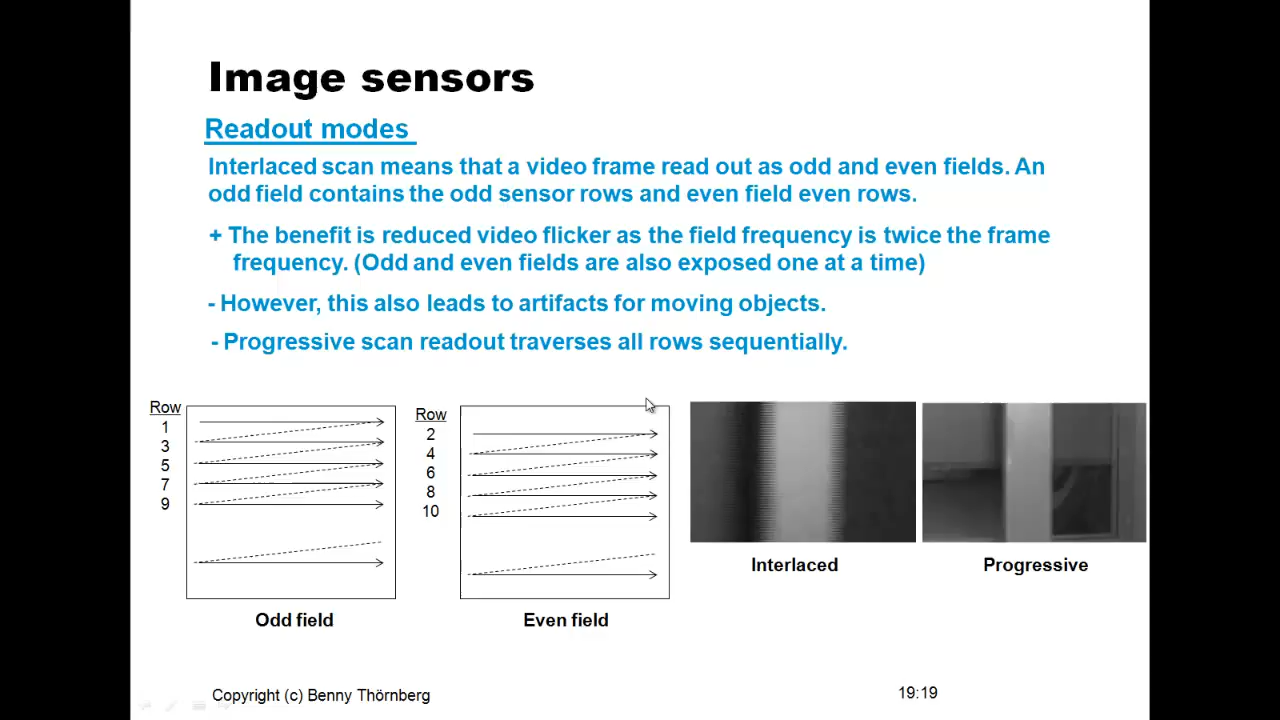 Image sensors
Readout modes
Interlaced scan means that a video frame read out as odd and even fields. An
odd field contains the odd sensor rows and even field even rows.
+ The benefit is reduced video flicker as the field frequency is twice the frame
frequency. (Odd and even fields are also exposed one at a time)
- However, this also leads to artifacts for moving objects.
- Progressive scan readout traverses all rows sequentially.
Row
1
3
5
7
9
Odd field
Row
2
4
6
8
10
Even field
Interlaced
Progressive
Copyright (c) Benny Thörnberg
19:19